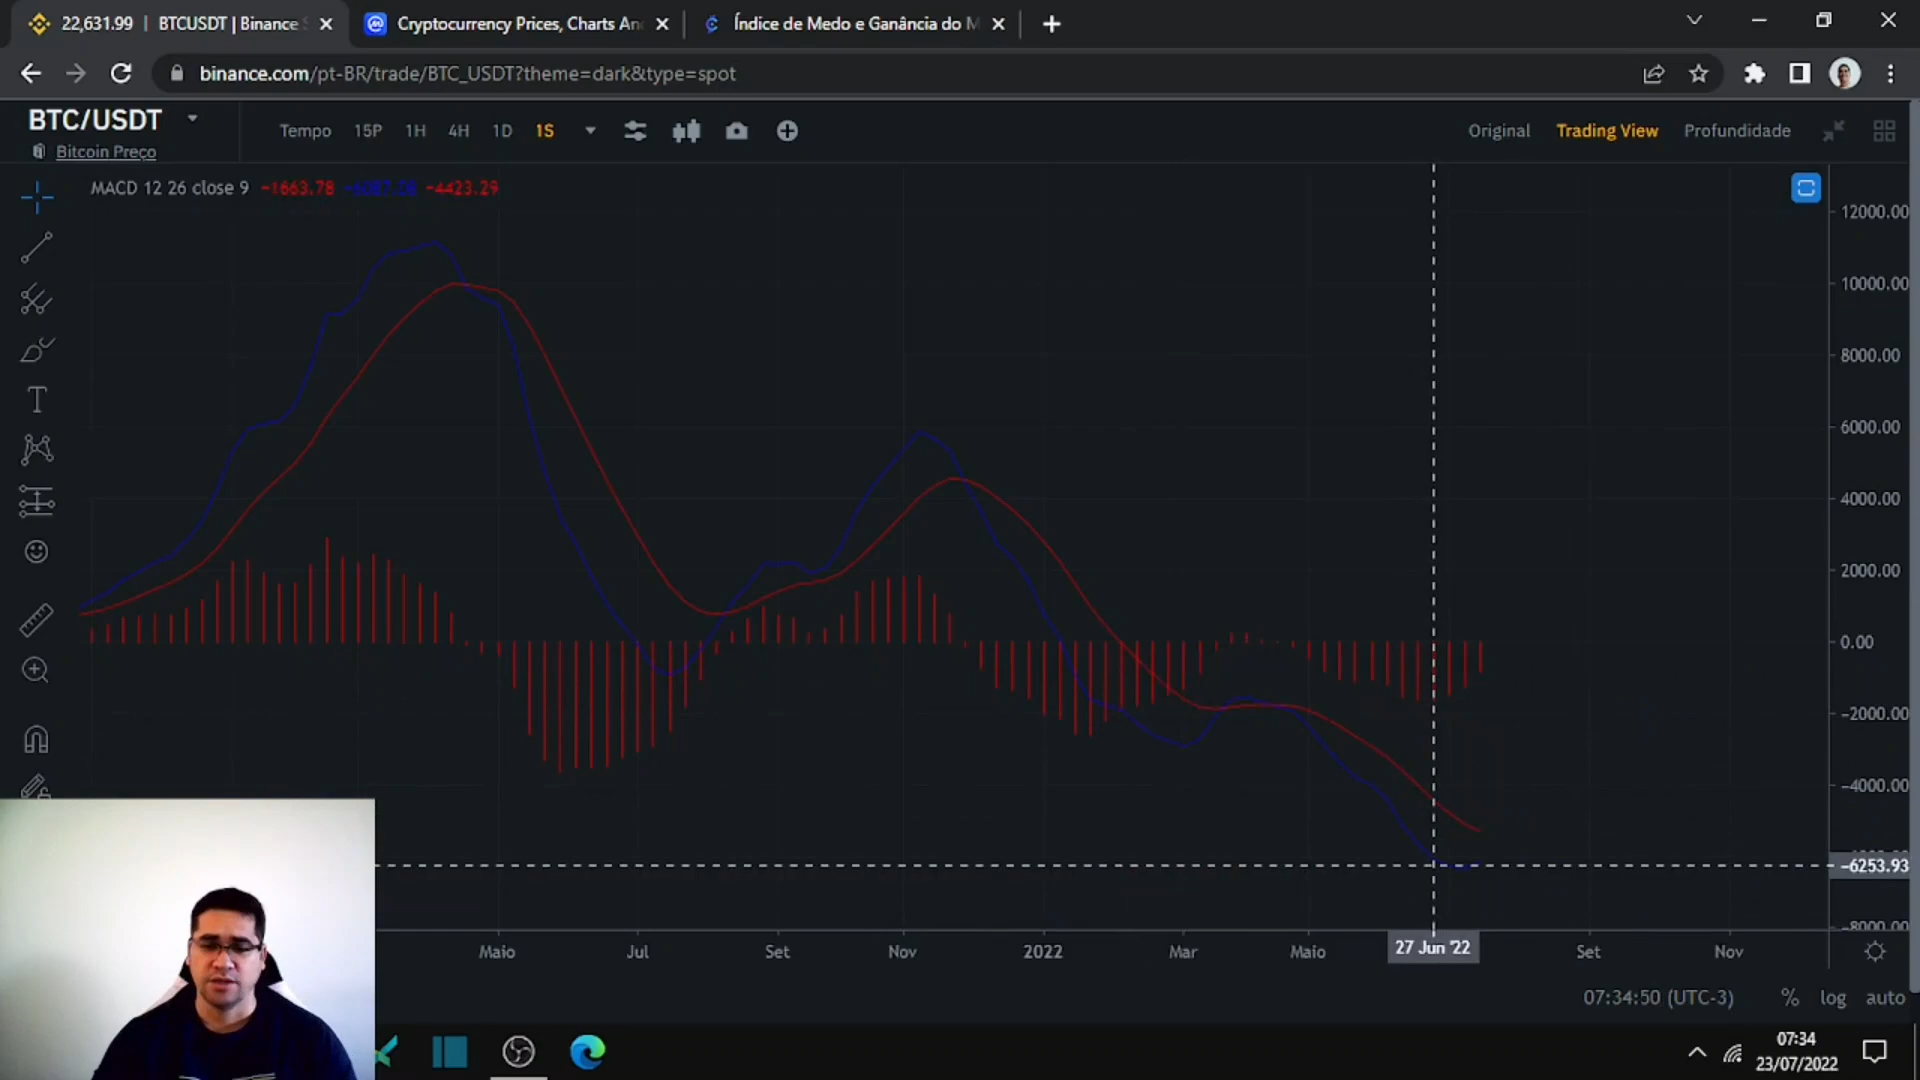 22,631.99 | BTCUSDT | Binance S
Cryptocurrency Prices, Charts An
Índice de Medo e Ganância do M
binance.com/pt-BR/trade/BTC_USDT?theme=dark&type=spot
BTC/USDT
Bitcoin Preço
Tempo 15P 1H 4H 1D 1S
Original Trading View Profundidade
MACD 12 26 close 9 −1663.78 −6087.08 −4423.29
12000.00
10000.00
8000.00
6000.00
4000.00
2000.00
0.00
−2000.00
−4000.00
−6253.93
−8000.00
Maio Jul Set Nov 2022 Mar Maio 27 Jun '22 Set Nov
07:34:50 (UTC-3) % log auto
07:34
23/07/2022